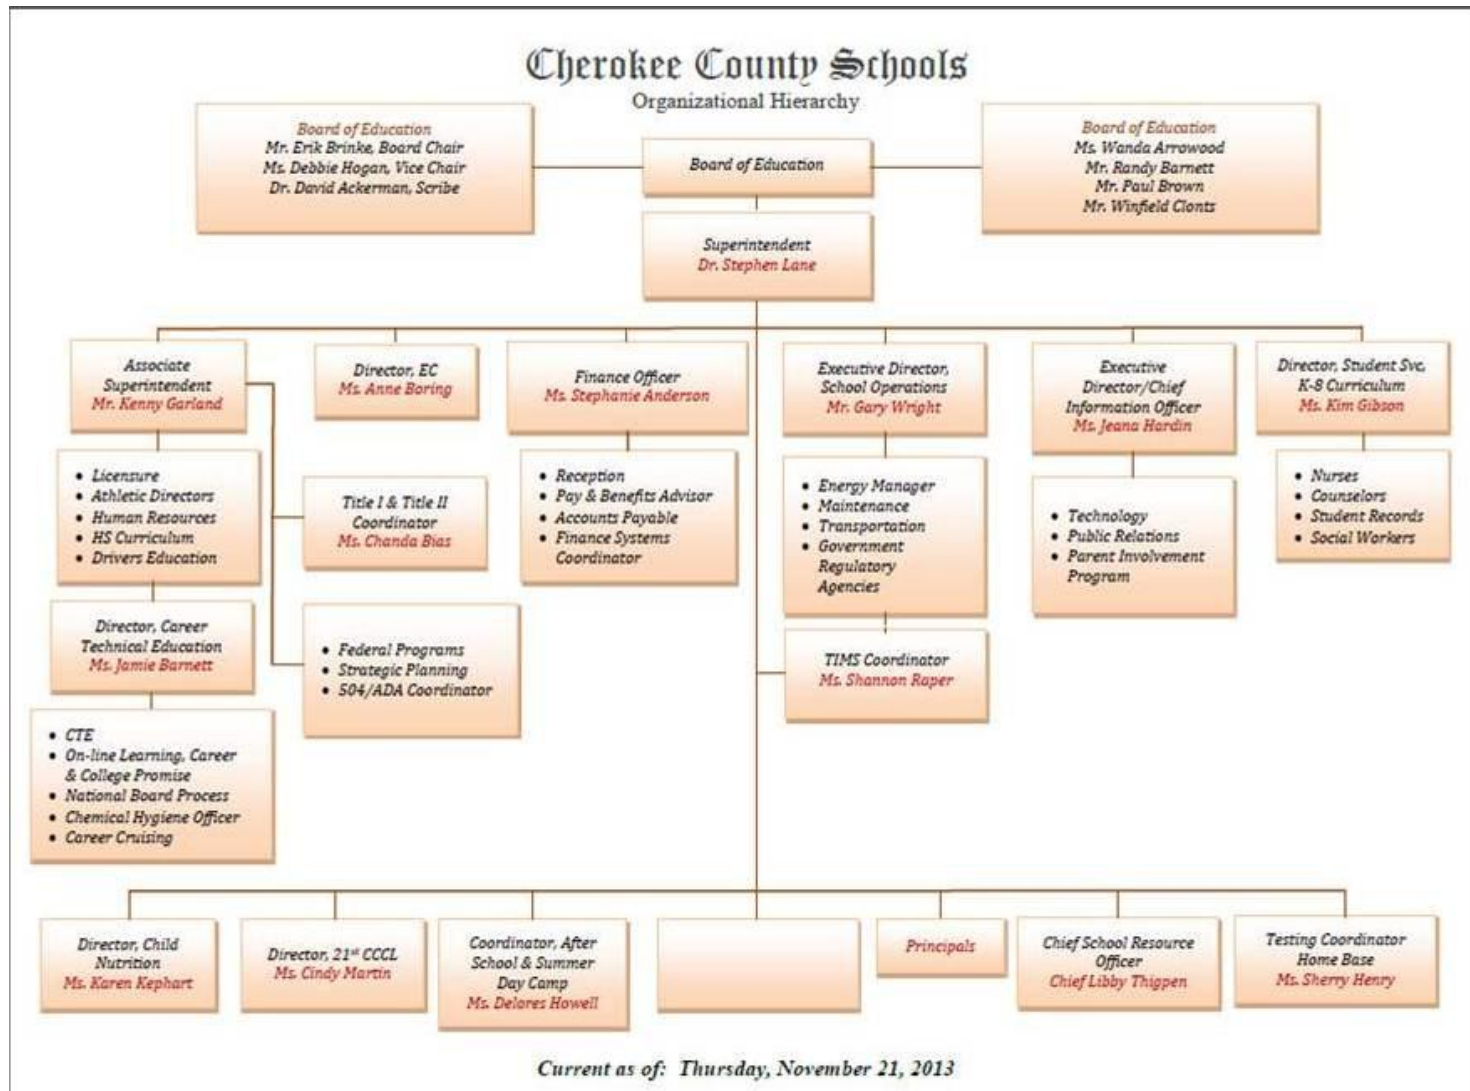 Cherokee County Schools
Organizational Hierarchy
Board of Education
Mr. Erik Brinke, Board Chair
Ms. Debbie Hogan, Vice Chair
Dr. David Ackerman, Scribe
Board of Education
Board of Education
Ms. Wanda Arrowood
Mr. Randy Barnett
Mr. Paul Brown
Mr. Winfield Clonts
Superintendent
Dr. Stephen Lane
Associate
Superintendent
Mr. Kenny Garland
Director, EC
Ms. Anne Boring
Finance Officer
Ms. Stephanie Anderson
Executive Director,
School Operations
Mr. Gary Wright
Executive
Director/Chief
Information Officer
Ms. Jeana Hardin
Director, Student Svc,
K-8 Curriculum
Ms. Kim Gibson
• Licensure
• Athletic Directors
• Human Resources
• HS Curriculum
• Drivers Education
Title I & Title II
Coordinator
Ms. Chanda Bias
• Reception
• Pay & Benefits Advisor
• Accounts Payable
• Finance Systems
Coordinator
• Energy Manager
• Maintenance
• Transportation
• Government
Regulatory
Agencies
• Technology
• Public Relations
• Parent Involvement
Program
• Nurses
• Counselors
• Student Records
• Social Workers
Director, Career
Technical Education
Ms. Jamie Barnett
• Federal Programs
• Strategic Planning
• 504/ADA Coordinator
TIMS Coordinator
Ms. Shannon Raper
• CTE
• On-line Learning, Career
& College Promise
• National Board Process
• Chemical Hygiene Officer
• Career Cruising
Director, Child
Nutrition
Ms. Karen Kephart
Director, 21st CCCL
Ms. Cindy Martin
Coordinator, After
School & Summer
Day Camp
Ms. Delores Howell
Principals
Chief School Resource
Officer
Chief Libby Thigpen
Testing Coordinator
Home Base
Ms. Sherry Henry
Current as of: Thursday, November 21, 2013